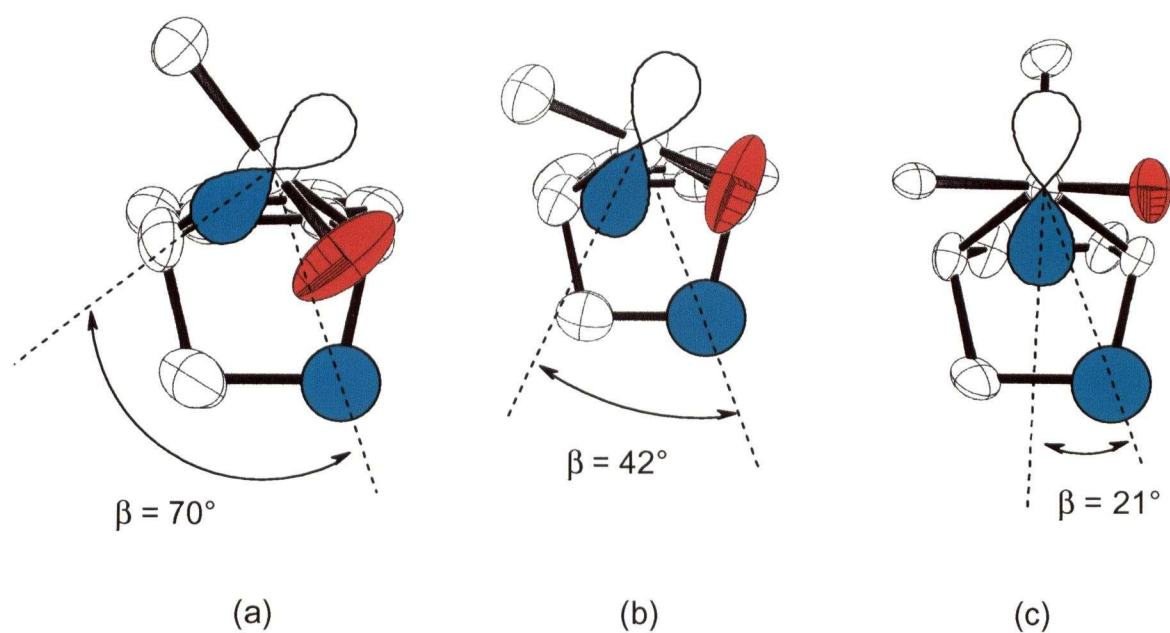 β = 70°
β = 42°
β = 21°
(a)
(b)
(c)